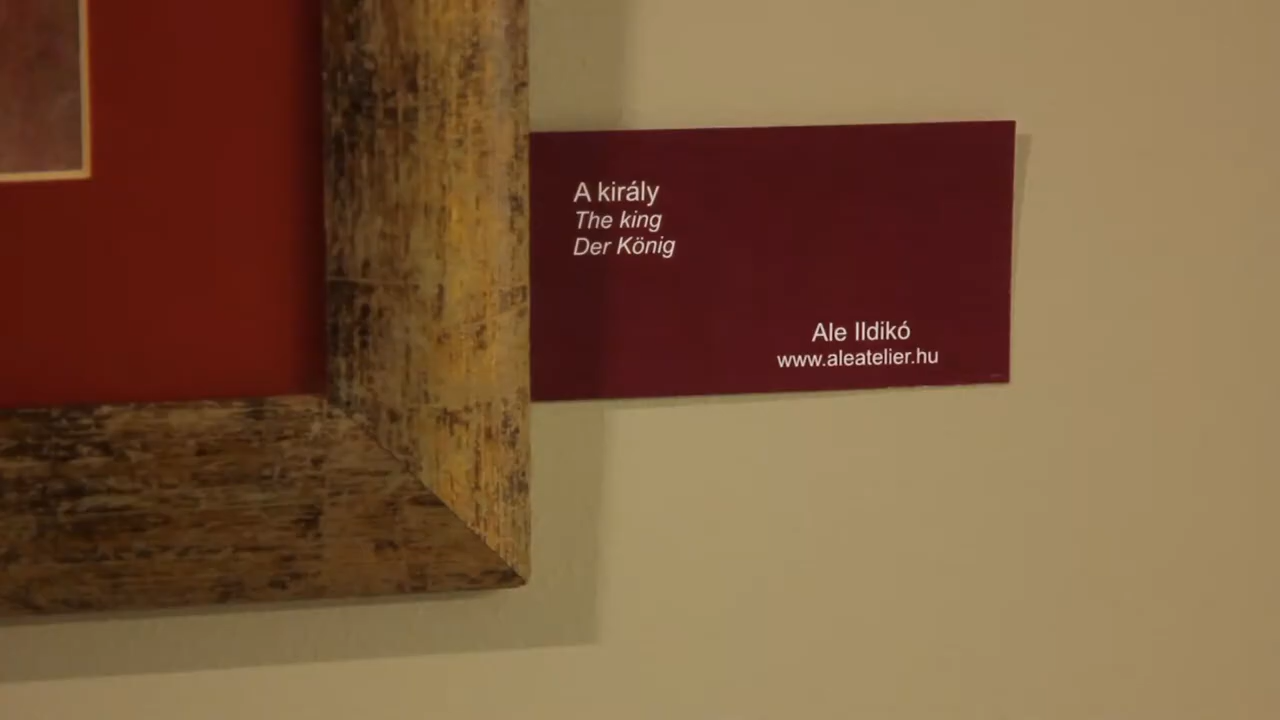 A király
The king
Der König
Ale Ildikó
www.aleatelier.hu